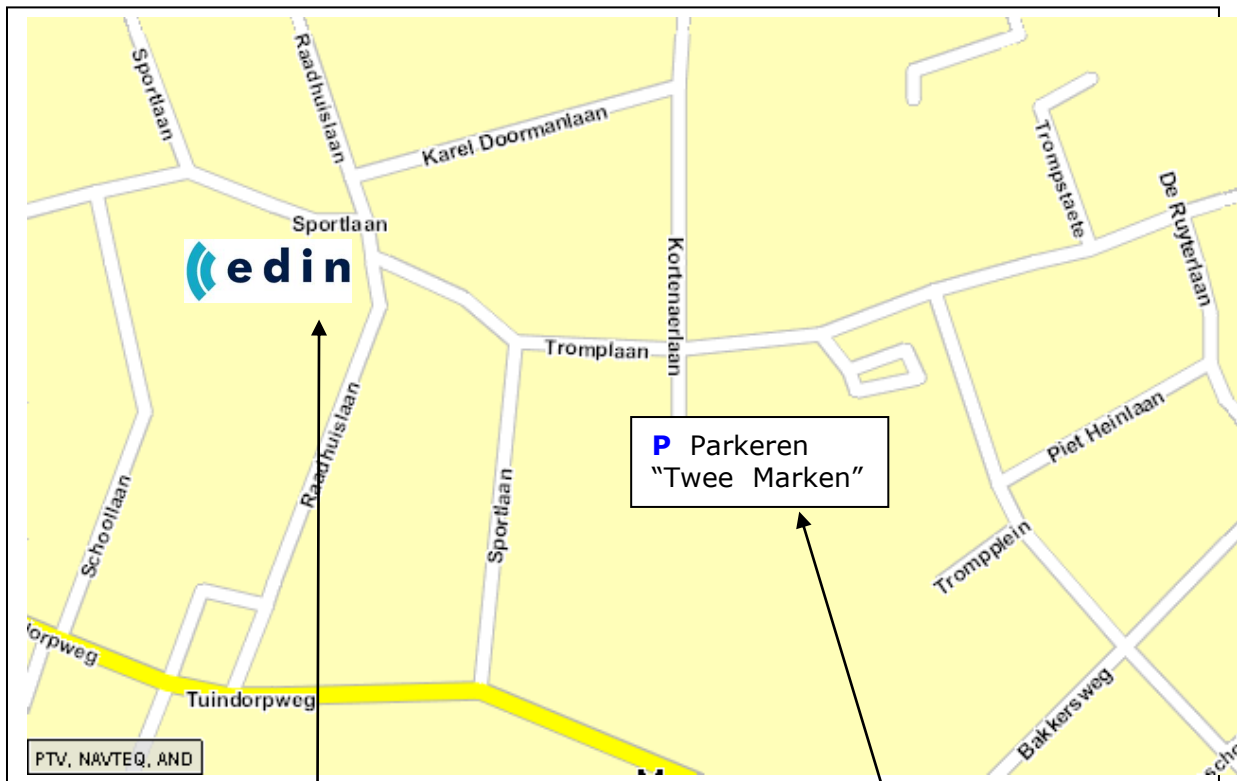 Sportlaan
Raadhuislaan
Karel Doormanlaan
Trompstaete
De Ruyterlaan
Sportlaan
edin
Kortenaerlaan
Tromplaan
Raadhuislaan
P Parkeren
“Twee Marken”
Piet Heinlaan
Schoollaan
Sportlaan
Trompplein
dorpweg
Tuindorpweg
Bakkersweg
PTV, NAVTEQ, AND